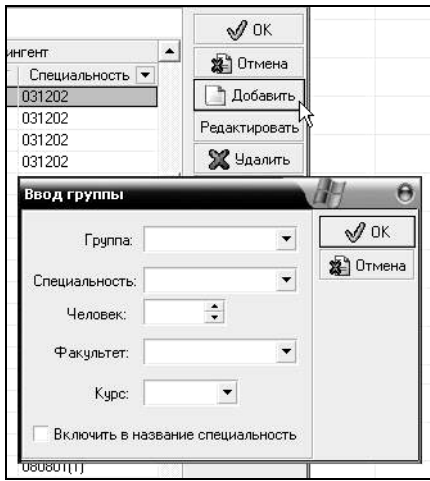 ОК
ингент
Отмена
Специальность
Добавить
031202
031202
Редактировать
031202
031202
Удалить
Ввод группы
Группа:
ОК
Специальность:
Отмена
Человек:
Факультет:
Курс:
Включить в название специальность
080801(1)